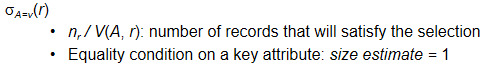 σA=v(r)
• nr / V(A, r): number of records that will satisfy the selection
• Equality condition on a key attribute: size estimate = 1